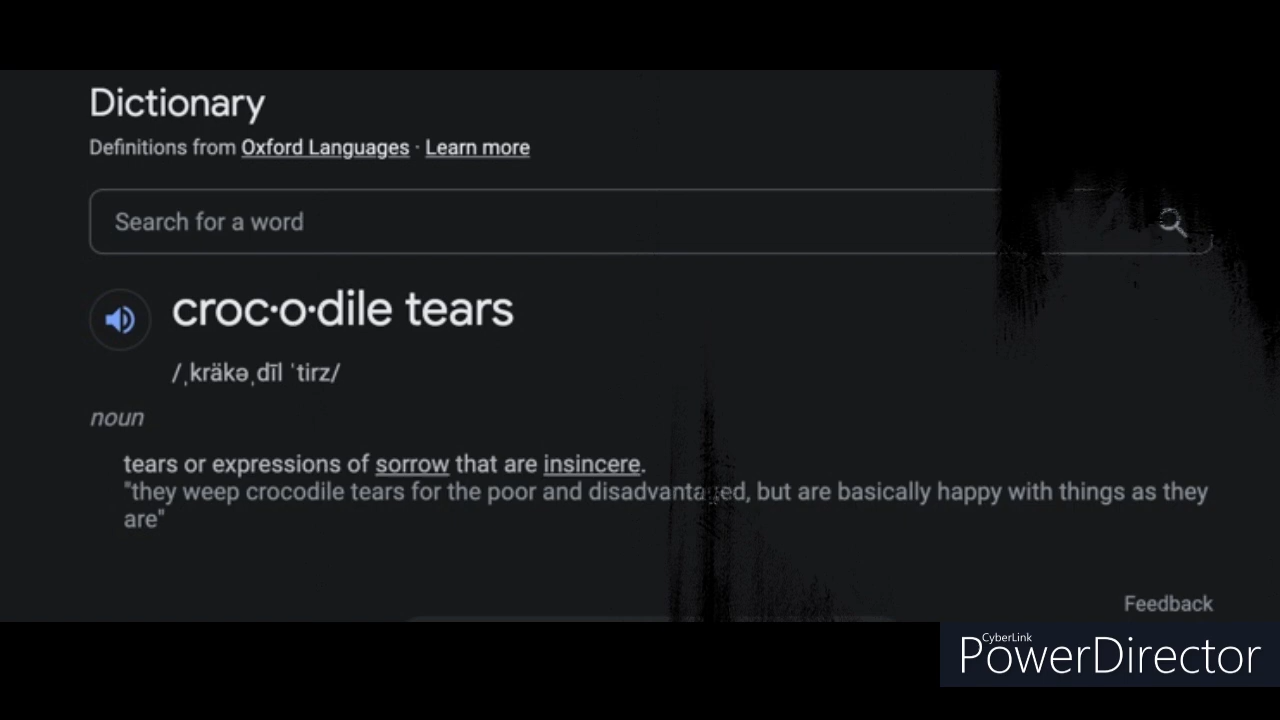 Dictionary
Definitions from Oxford Languages · Learn more
Search for a word
croc·o·dile tears
/ˌkräkəˌdīl ˈtirz/
noun
tears or expressions of sorrow that are insincere.
"they weep crocodile tears for the poor and disadvantaged, but are basically happy with things as they
are"
Feedback
CyberLink
PowerDirector